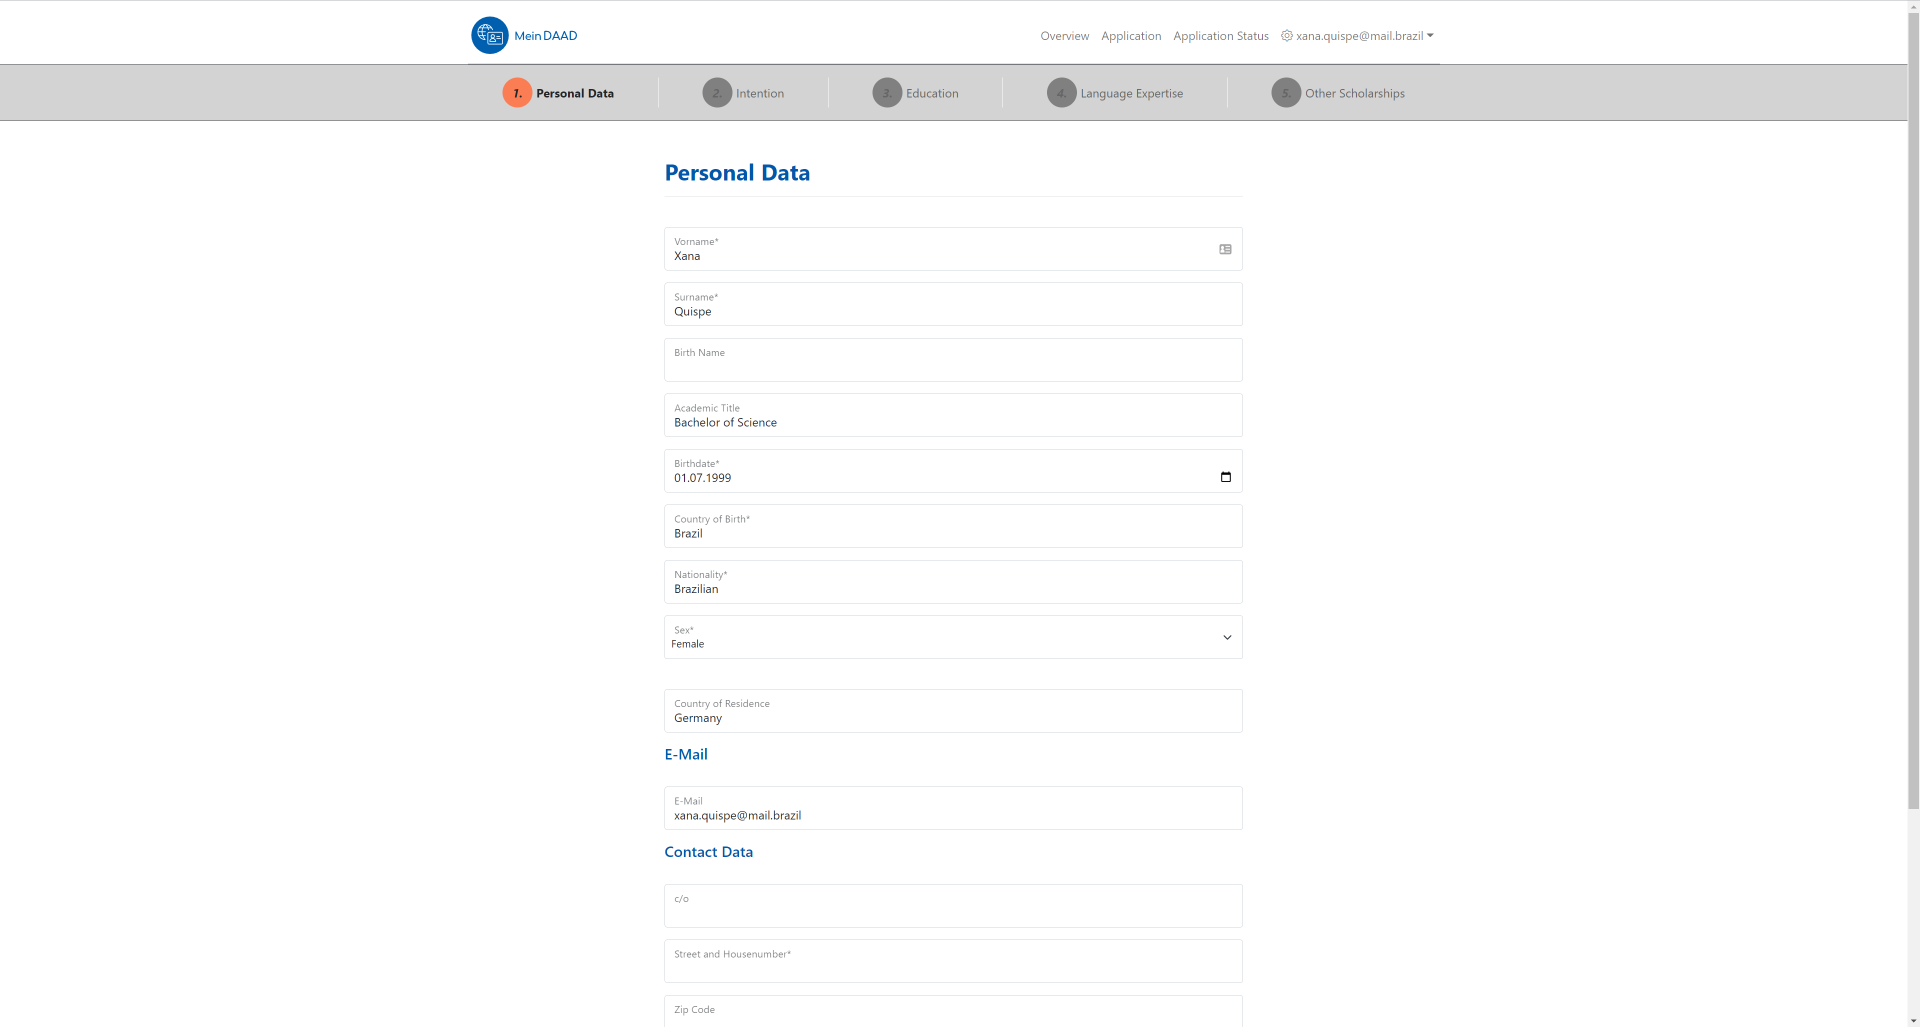 Mein DAAD
Overview Application Application Status xana.quispe@mail.brazil
1. Personal Data 2. Intention 3. Education 4. Language Expertise 5. Other Scholarships
Personal Data
Vorname*
Xana
Surname*
Quispe
Birth Name
Academic Title
Bachelor of Science
Birthdate*
01.07.1999
Country of Birth*
Brazil
Nationality*
Brazilian
Sex*
Female
Country of Residence
Germany
E-Mail
E-Mail
xana.quispe@mail.brazil
Contact Data
c/o
Street and Housenumber*
Zip Code